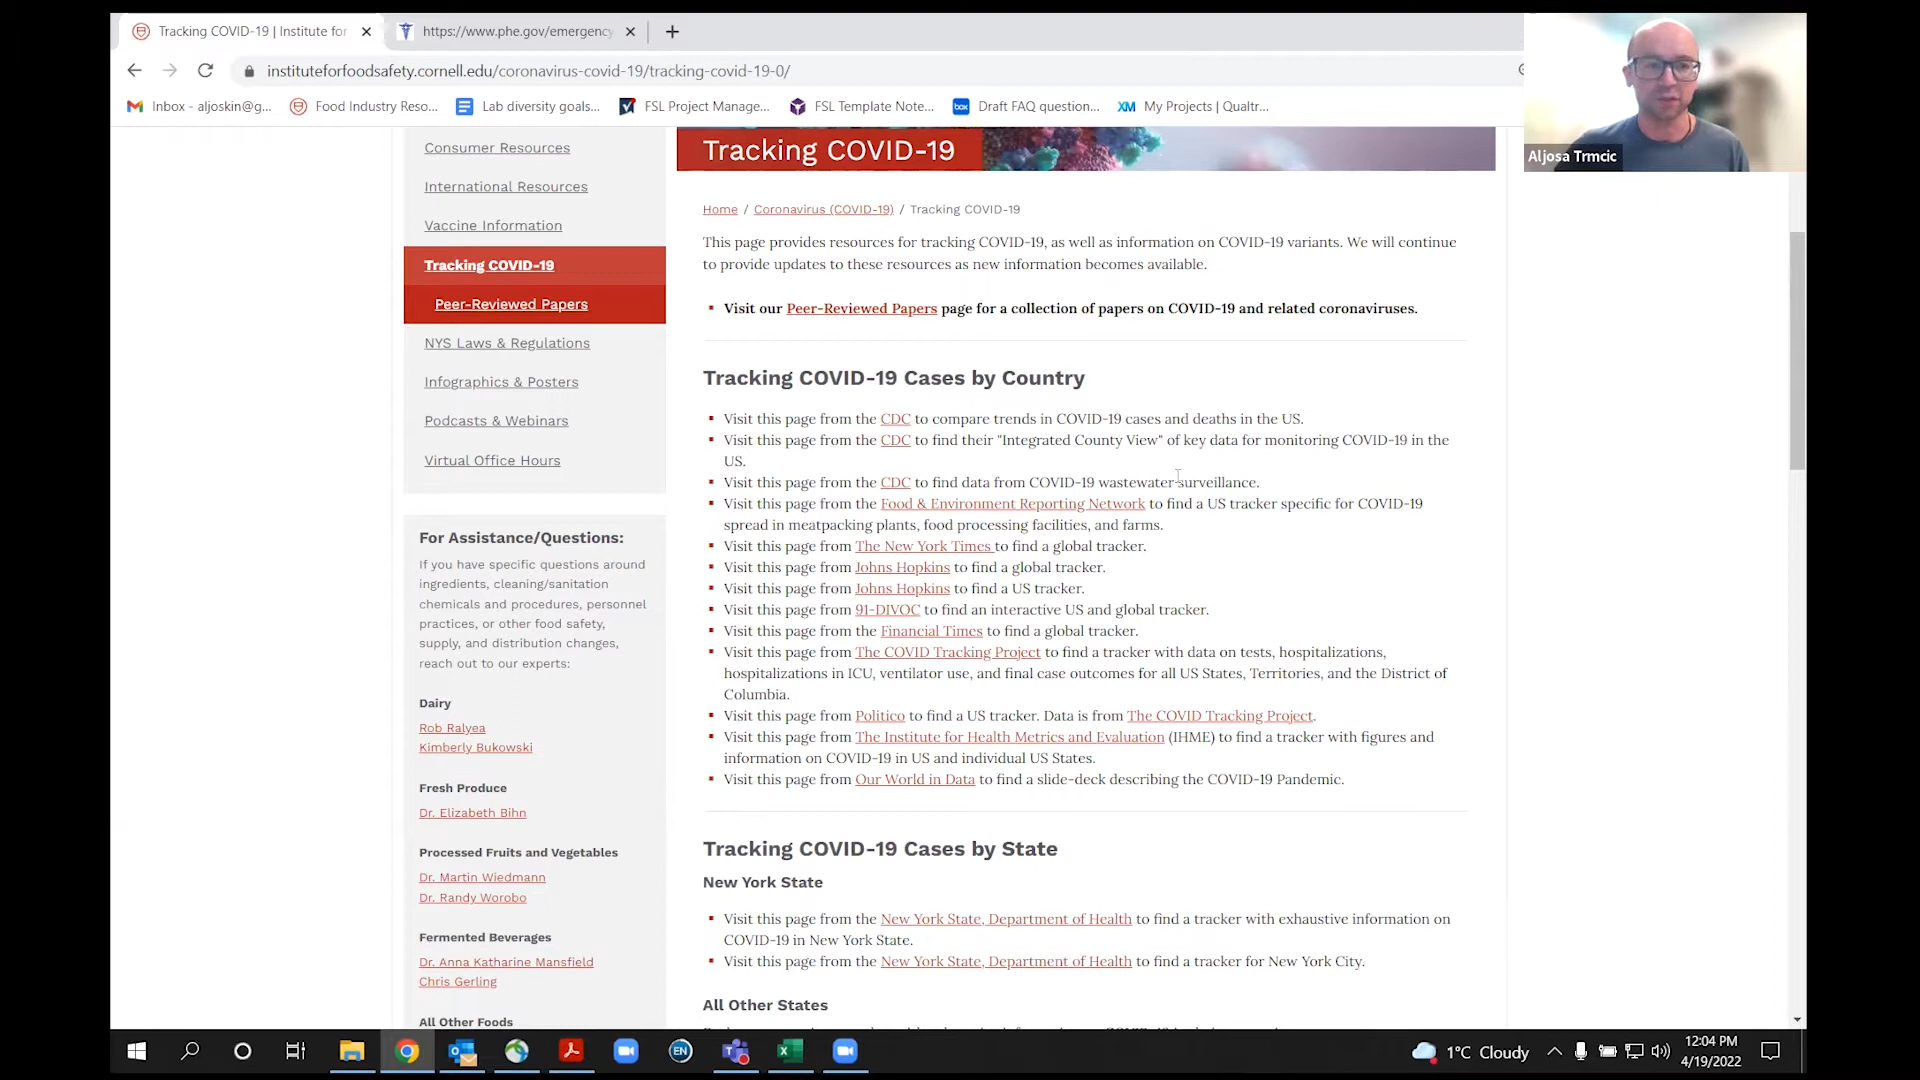 Tracking COVID-19 | Institute for
https://www.phe.gov/emergency
instituteforfoodsafety.cornell.edu/coronavirus-covid-19/tracking-covid-19-0/
Inbox - aljoskin@g...
Food Industry Reso...
Lab diversity goals...
FSL Project Manage...
FSL Template Note...
box
Draft FAQ question...
XM
My Projects | Qualtr...
Aljosa Trmcic
Consumer Resources
International Resources
Vaccine Information
Tracking COVID-19
Peer-Reviewed Papers
NYS Laws & Regulations
Infographics & Posters
Podcasts & Webinars
Virtual Office Hours
For Assistance/Questions:
If you have specific questions around
ingredients, cleaning/sanitation
chemicals and procedures, personnel
practices, or other food safety,
supply, and distribution changes,
reach out to our experts:
Dairy
Rob Ralyea
Kimberly Bukowski
Fresh Produce
Dr. Elizabeth Bihn
Processed Fruits and Vegetables
Dr. Martin Wiedmann
Dr. Randy Worobo
Fermented Beverages
Dr. Anna Katharine Mansfield
Chris Gerling
All Other Foods
Tracking COVID-19
Home / Coronavirus (COVID-19) / Tracking COVID-19
This page provides resources for tracking COVID-19, as well as information on COVID-19 variants. We will continue
to provide updates to these resources as new information becomes available.
Visit our Peer-Reviewed Papers page for a collection of papers on COVID-19 and related coronaviruses.
Tracking COVID-19 Cases by Country
Visit this page from the CDC to compare trends in COVID-19 cases and deaths in the US.
Visit this page from the CDC to find their "Integrated County View" of key data for monitoring COVID-19 in the
US.
Visit this page from the CDC to find data from COVID-19 wastewater surveillance.
Visit this page from the Food & Environment Reporting Network to find a US tracker specific for COVID-19
spread in meatpacking plants, food processing facilities, and farms.
Visit this page from The New York Times to find a global tracker.
Visit this page from Johns Hopkins to find a global tracker.
Visit this page from Johns Hopkins to find a US tracker.
Visit this page from 91-DIVOC to find an interactive US and global tracker.
Visit this page from the Financial Times to find a global tracker.
Visit this page from The COVID Tracking Project to find a tracker with data on tests, hospitalizations,
hospitalizations in ICU, ventilator use, and final case outcomes for all US States, Territories, and the District of
Columbia.
Visit this page from Politico to find a US tracker. Data is from The COVID Tracking Project.
Visit this page from The Institute for Health Metrics and Evaluation (IHME) to find a tracker with figures and
information on COVID-19 in US and individual US States.
Visit this page from Our World in Data to find a slide-deck describing the COVID-19 Pandemic.
Tracking COVID-19 Cases by State
New York State
Visit this page from the New York State, Department of Health to find a tracker with exhaustive information on
COVID-19 in New York State.
Visit this page from the New York State, Department of Health to find a tracker for New York City.
All Other States
EN
1°C Cloudy
12:04 PM
4/19/2022